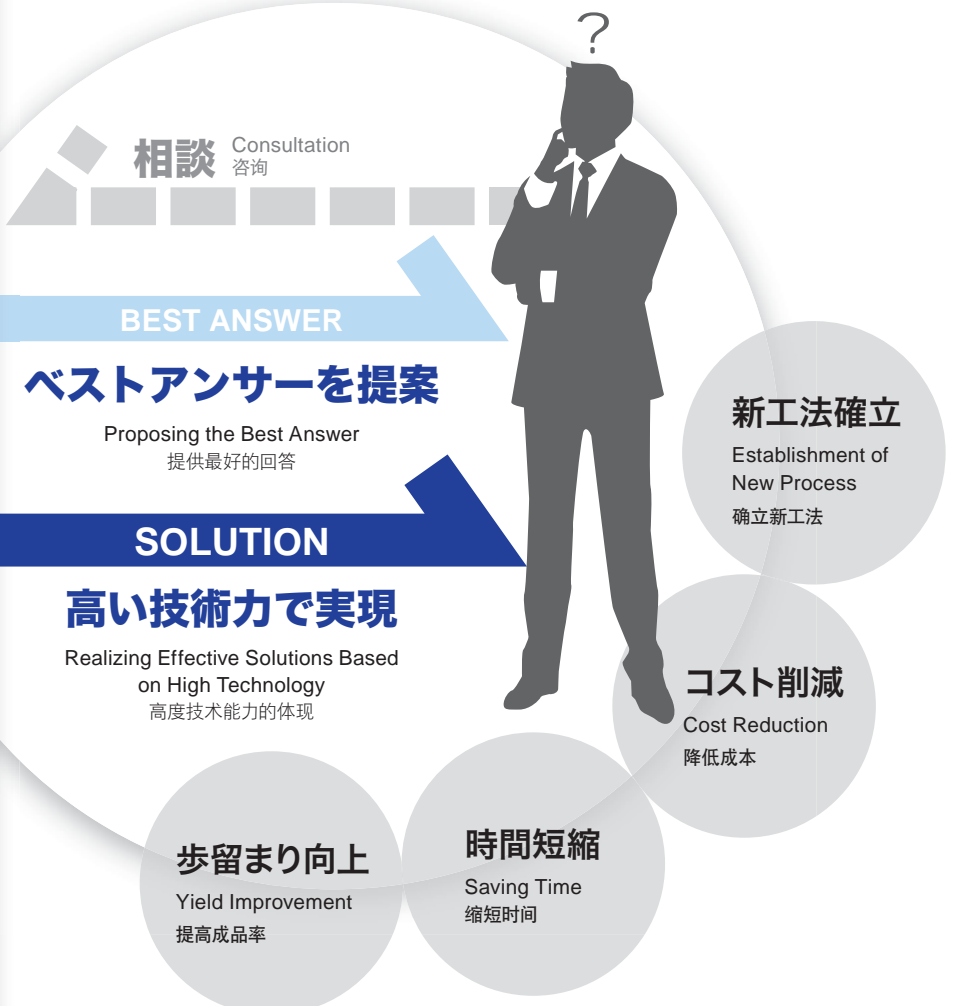 ?
相談
Consultation
咨询
BEST ANSWER
ベストアンサーを提案
Proposing the Best Answer
提供最好的回答
SOLUTION
高い技術力で実現
Realizing Effective Solutions Based
on High Technology
高度技术能力的体现
新工法確立
Establishment of
New Process
确立新工法
コスト削減
Cost Reduction
降低成本
時間短縮
Saving Time
缩短时间
歩留まり向上
Yield Improvement
提高成品率